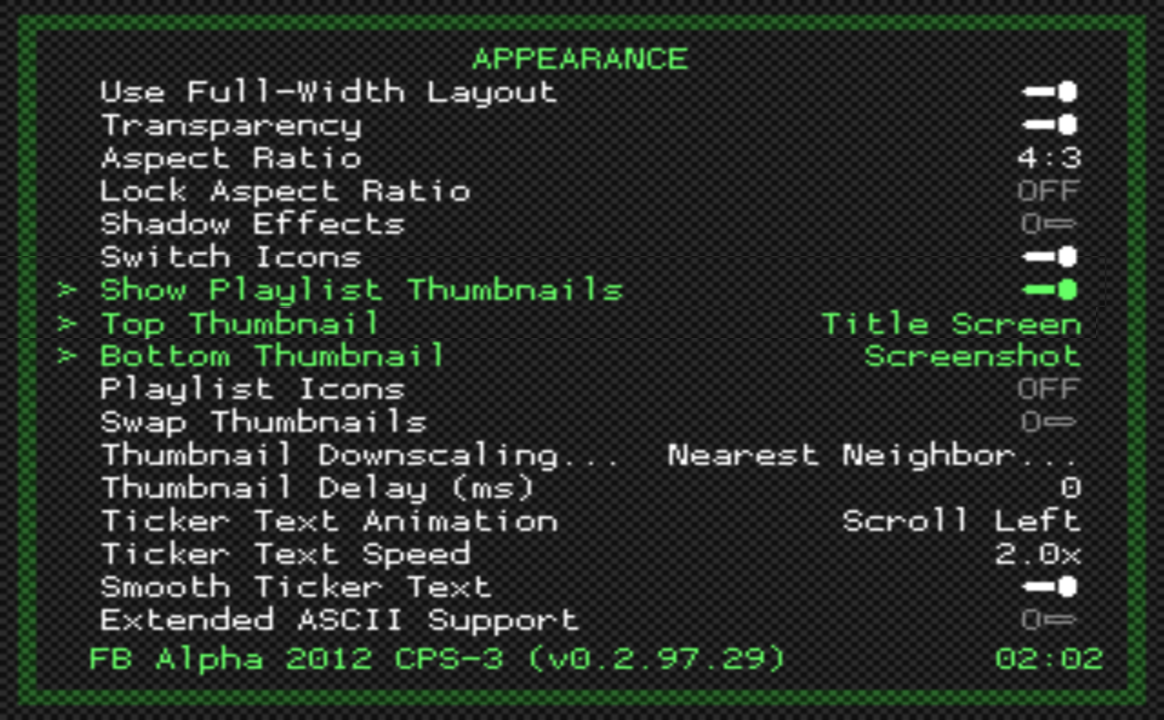 APPEARANCE
Use Full-Width Layout
Transparency
Aspect Ratio 4:3
Lock Aspect Ratio OFF
Shadow Effects
Switch Icons
> Show Playlist Thumbnails
> Top Thumbnail Title Screen
> Bottom Thumbnail Screenshot
Playlist Icons OFF
Swap Thumbnails
Thumbnail Downscaling... Nearest Neighbor...
Thumbnail Delay (ms) 0
Ticker Text Animation Scroll Left
Ticker Text Speed 2.0x
Smooth Ticker Text
Extended ASCII Support
FB Alpha 2012 CPS-3 (v0.2.97.29) 02:02